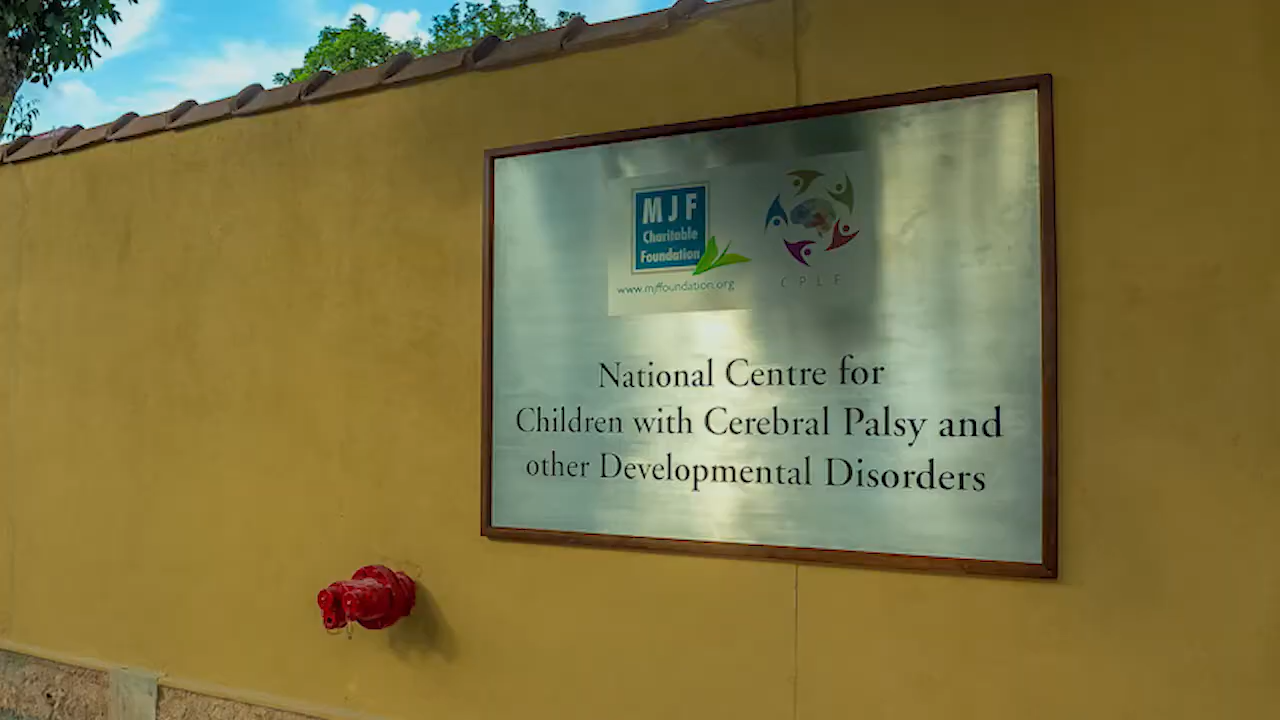 MJF
Charitable
Foundation
www.mjffoundation.org
CPLF
National Centre for
Children with Cerebral Palsy and
other Developmental Disorders